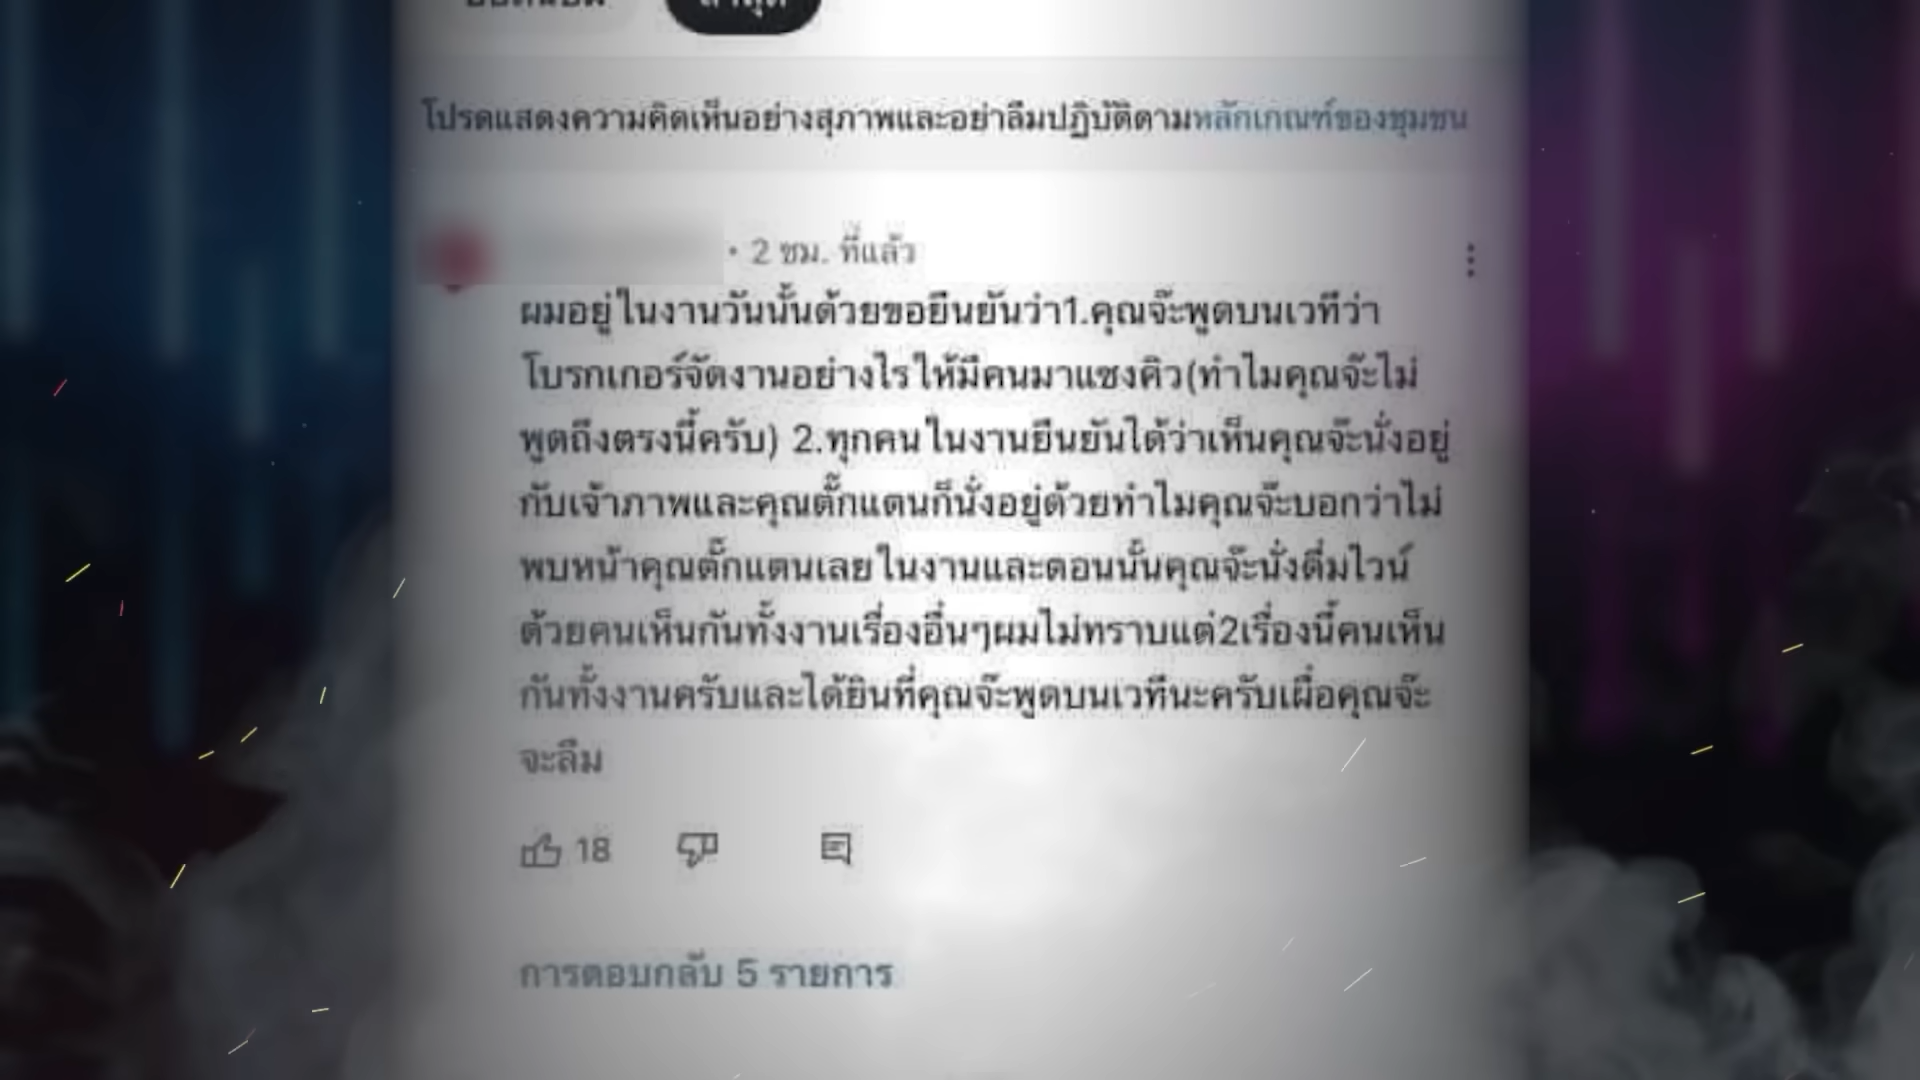 ล่าสุด
โปรดแสดงความคิดเห็นอย่างสุภาพและอย่าลืมปฏิบัติตามหลักเกณฑ์ของชุมชน
· 2 ชม. ที่แล้ว
ผมอยู่ในงานวันนั้นด้วยขอยืนยันว่า1.คุณจ๊ะพูดบนเวทีว่า
โบรกเกอร์จัดงานอย่างไรให้มีคนมาแซงคิว(ทำไมคุณจ๊ะไม่
พูดถึงตรงนี้ครับ) 2.ทุกคนในงานยืนยันได้ว่าเห็นคุณจ๊ะนั่งอยู่
กับเจ้าภาพและคุณตั๊กแตนก็นั่งอยู่ด้วยทำไมคุณจ๊ะบอกว่าไม่
พบหน้าคุณตั๊กแตนเลยในงานและตอนนั้นคุณจ๊ะนั่งดื่มไวน์
ด้วยคนเห็นกันทั้งงานเรื่องอื่นๆผมไม่ทราบแต่2เรื่องนี้คนเห็น
กันทั้งงานครับและได้ยินที่คุณจ๊ะพูดบนเวทีนะครับเผื่อคุณจ๊ะ
จะลืม
18
การตอบกลับ 5 รายการ